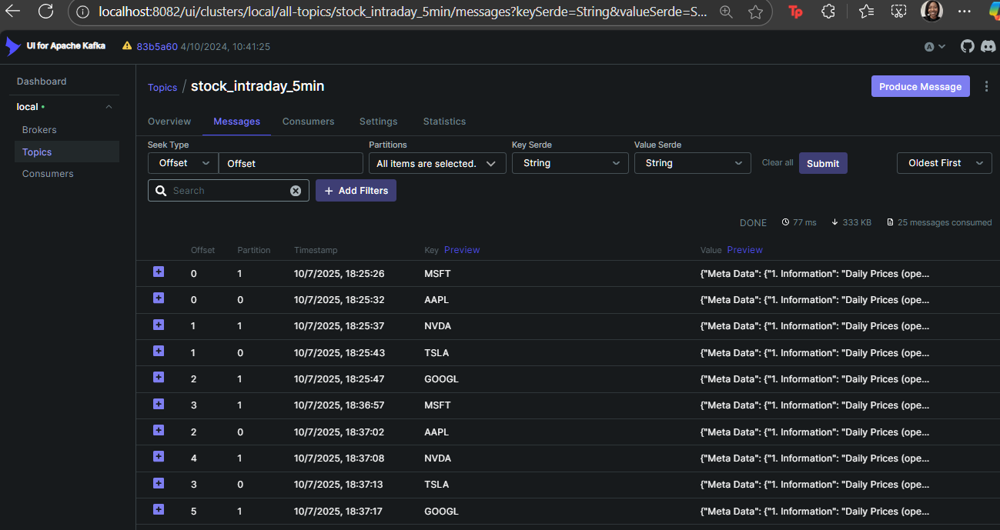 localhost:8082/ui/clusters/local/all-topics/stock_intraday_5min/messages?keySerde=String&valueSerde=S...
Tp
UI for Apache Kafka 83b5a60 4/10/2024, 10:41:25 A
Dashboard
local
Brokers
Topics
Consumers
Topics / stock_intraday_5min Produce Message
Overview Messages Consumers Settings Statistics
Seek Type Partitions Key Serde Value Serde
Offset Offset All items are selected. String String Clear all Submit Oldest First
Search + Add Filters
DONE 77 ms 333 KB 25 messages consumed
Offset Partition Timestamp Key Preview Value Preview
0 1 10/7/2025, 18:25:26 MSFT {"Meta Data": {"1. Information": "Daily Prices (ope...
0 0 10/7/2025, 18:25:32 AAPL {"Meta Data": {"1. Information": "Daily Prices (ope...
1 1 10/7/2025, 18:25:37 NVDA {"Meta Data": {"1. Information": "Daily Prices (ope...
1 0 10/7/2025, 18:25:43 TSLA {"Meta Data": {"1. Information": "Daily Prices (ope...
2 1 10/7/2025, 18:25:47 GOOGL {"Meta Data": {"1. Information": "Daily Prices (ope...
3 1 10/7/2025, 18:36:57 MSFT {"Meta Data": {"1. Information": "Daily Prices (ope...
2 0 10/7/2025, 18:37:02 AAPL {"Meta Data": {"1. Information": "Daily Prices (ope...
4 1 10/7/2025, 18:37:08 NVDA {"Meta Data": {"1. Information": "Daily Prices (ope...
3 0 10/7/2025, 18:37:13 TSLA {"Meta Data": {"1. Information": "Daily Prices (ope...
5 1 10/7/2025, 18:37:17 GOOGL {"Meta Data": {"1. Information": "Daily Prices (ope...